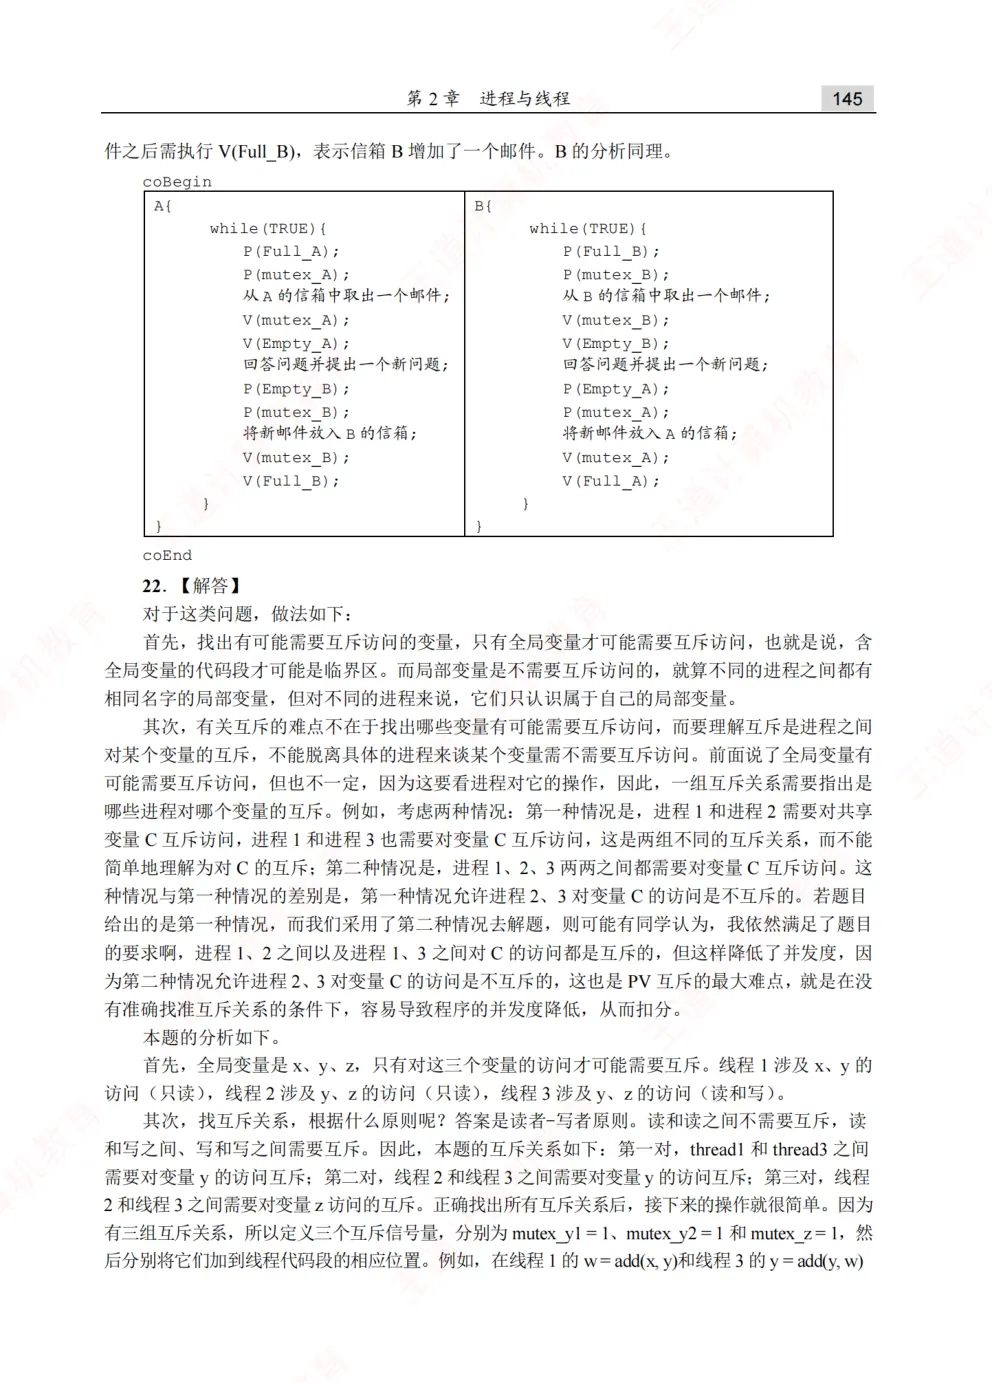 第 2 章　进程与线程
145
件之后需执行 V(Full_B)，表示信箱 B 增加了一个邮件。B 的分析同理。
coBegin
A{
while(TRUE){
P(Full_A);
P(mutex_A);
从 A 的信箱中取出一个邮件;
V(mutex_A);
V(Empty_A);
回答问题并提出一个新问题;
P(Empty_B);
P(mutex_B);
将新邮件放入 B 的信箱;
V(mutex_B);
V(Full_B);
}
}
B{
while(TRUE){
P(Full_B);
P(mutex_B);
从 B 的信箱中取出一个邮件;
V(mutex_B);
V(Empty_B);
回答问题并提出一个新问题;
P(Empty_A);
P(mutex_A);
将新邮件放入 A 的信箱;
V(mutex_A);
V(Full_A);
}
}
coEnd
22．【解答】
对于这类问题，做法如下：
首先，找出有可能需要互斥访问的变量，只有全局变量才可能需要互斥访问，也就是说，含
全局变量的代码段才可能是临界区。而局部变量是不需要互斥访问的，就算不同的进程之间都有
相同名字的局部变量，但对不同的进程来说，它们只认识属于自己的局部变量。
其次，有关互斥的难点不在于找出哪些变量有可能需要互斥访问，而要理解互斥是进程之间
对某个变量的互斥，不能脱离具体的进程来谈某个变量需不需要互斥访问。前面说了全局变量有
可能需要互斥访问，但也不一定，因为这要看进程对它的操作，因此，一组互斥关系需要指出是
哪些进程对哪个变量的互斥。例如，考虑两种情况：第一种情况是，进程 1 和进程 2 需要对共享
变量 C 互斥访问，进程 1 和进程 3 也需要对变量 C 互斥访问，这是两组不同的互斥关系，而不能
简单地理解为对 C 的互斥；第二种情况是，进程 1、2、3 两两之间都需要对变量 C 互斥访问。这
种情况与第一种情况的差别是，第一种情况允许进程 2、3 对变量 C 的访问是不互斥的。若题目
给出的是第一种情况，而我们采用了第二种情况去解题，则可能有同学认为，我依然满足了题目
的要求啊，进程 1、2 之间以及进程 1、3 之间对 C 的访问都是互斥的，但这样降低了并发度，因
为第二种情况允许进程 2、3 对变量 C 的访问是不互斥的，这也是 PV 互斥的最大难点，就是在没
有准确找准互斥关系的条件下，容易导致程序的并发度降低，从而扣分。
本题的分析如下。
首先，全局变量是 x、y、z，只有对这三个变量的访问才可能需要互斥。线程 1 涉及 x、y 的
访问（只读），线程 2 涉及 y、z 的访问（只读），线程 3 涉及 y、z 的访问（读和写）。
其次，找互斥关系，根据什么原则呢？答案是读者-写者原则。读和读之间不需要互斥，读
和写之间、写和写之间需要互斥。因此，本题的互斥关系如下：第一对，thread1 和 thread3 之间
需要对变量 y 的访问互斥；第二对，线程 2 和线程 3 之间需要对变量 y 的访问互斥；第三对，线程
2 和线程 3 之间需要对变量 z 访问的互斥。正确找出所有互斥关系后，接下来的操作就很简单。因为
有三组互斥关系，所以定义三个互斥信号量，分别为 mutex_y1 = 1、mutex_y2 = 1 和 mutex_z = 1，然
后分别将它们加到线程代码段的相应位置。例如，在线程 1 的 w = add(x, y)和线程 3 的 y = add(y, w)